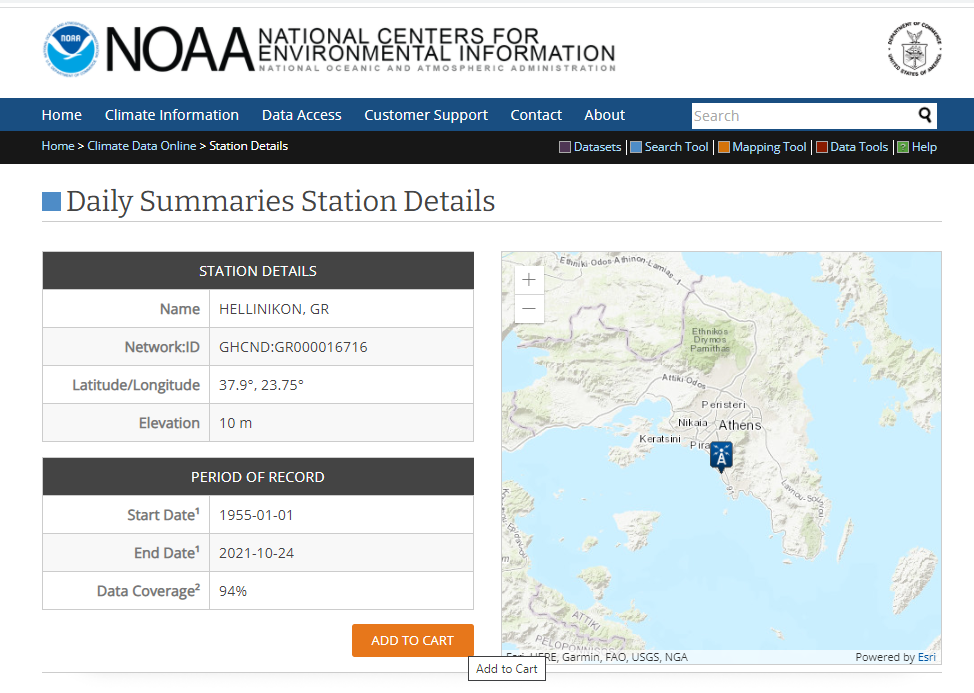 NOAA
NOAA NATIONAL CENTERS FOR
ENVIRONMENTAL INFORMATION
NATIONAL OCEANIC AND ATMOSPHERIC ADMINISTRATION
DEPARTMENT OF COMMERCE
UNITED STATES OF AMERICA
Home Climate Information Data Access Customer Support Contact About Search
Home > Climate Data Online > Station Details
Datasets | Search Tool | Mapping Tool | Data Tools | ? Help
Daily Summaries Station Details
STATION DETAILS
Name HELLINIKON, GR
Network:ID GHCND:GR000016716
Latitude/Longitude 37.9°, 23.75°
Elevation 10 m
PERIOD OF RECORD
Start Date¹ 1955-01-01
End Date¹ 2021-10-24
Data Coverage² 94%
ADD TO CART
Add to Cart
+
−
Ethniki-Odos Athinon-Lamias-1
Ethnikos
Drymos
Parnithas
Attiki Odos
Peristeri
Nikaia Athens
Keratsini Pira
A
91
Lavriou-Souniou
ATTIKI
PELOPONNISOS
Esri, HERE, Garmin, FAO, USGS, NGA
Powered by Esri